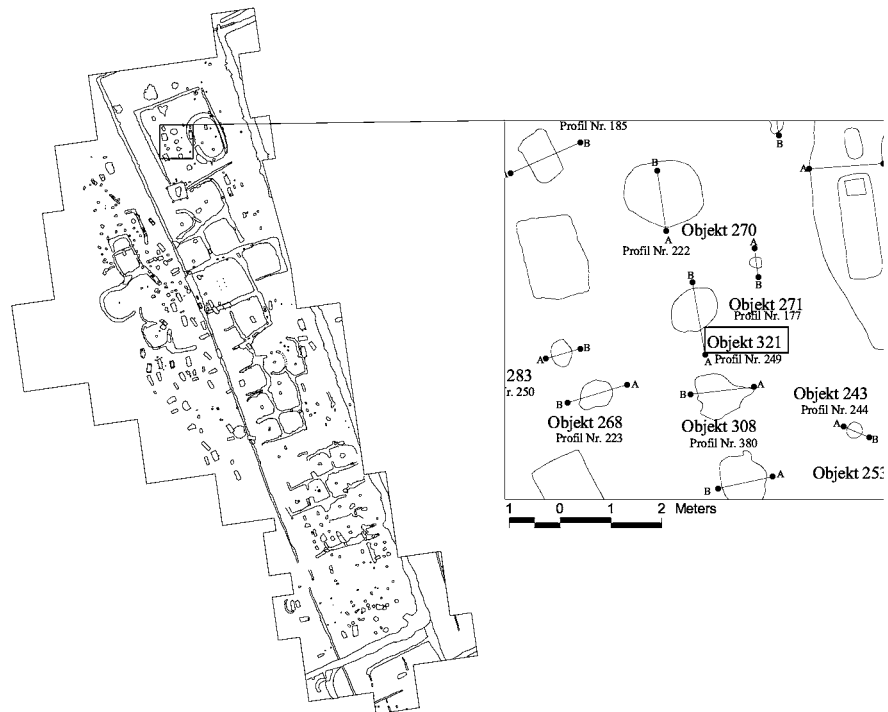 Profil Nr. 185
B
A
B
A
Objekt 270
Profil Nr. 222
A
A
B
B
Objekt 271
Profil Nr. 177
Objekt 321
A
Profil Nr. 249
A
B
283
r. 250
B
A
Objekt 268
Profil Nr. 223
B
A
Objekt 308
Profil Nr. 380
Objekt 243
Profil Nr. 244
A
B
Objekt 253
B
A
1 0 1 2 Meters